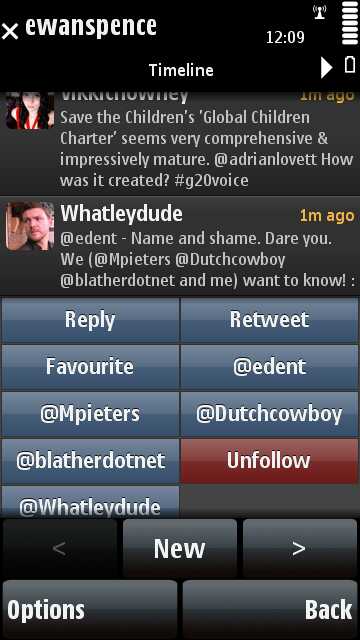 ewanspence
12:09
Timeline
vikkichowney
1m ago
Save the Children's 'Global Children
Charter' seems very comprehensive &
impressively mature. @adrianlovett How
was it created? #g20voice
Whatleydude
1m ago
@edent - Name and shame. Dare you.
We (@Mpieters @Dutchcowboy
@blatherdotnet and me) want to know! :
Reply
Retweet
Favourite
@edent
@Mpieters
@Dutchcowboy
@blatherdotnet
Unfollow
@Whatleydude
<
New
>
Options
Back